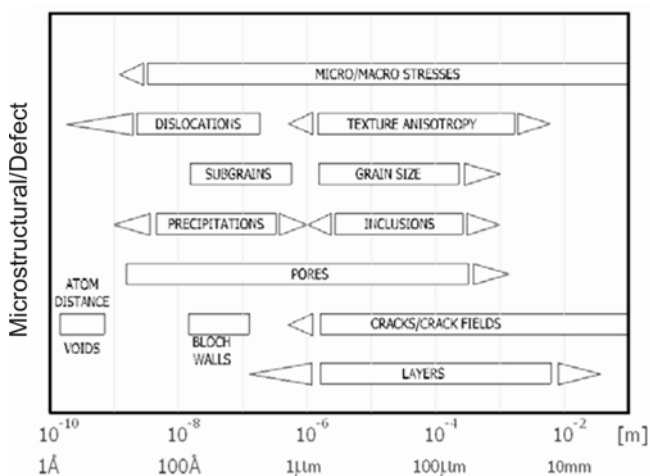 Microstructural/Defect
MICRO/MACRO STRESSES
DISLOCATIONS TEXTURE ANISOTROPY
SUBGRAINS GRAIN SIZE
PRECIPITATIONS INCLUSIONS
PORES
ATOM
DISTANCE
CRACKS/CRACK FIELDS
VOIDS
BLOCH
WALLS
LAYERS
10⁻¹⁰ 10⁻⁸ 10⁻⁶ 10⁻⁴ 10⁻² [m]
1Å 100Å 1μm 100μm 10mm